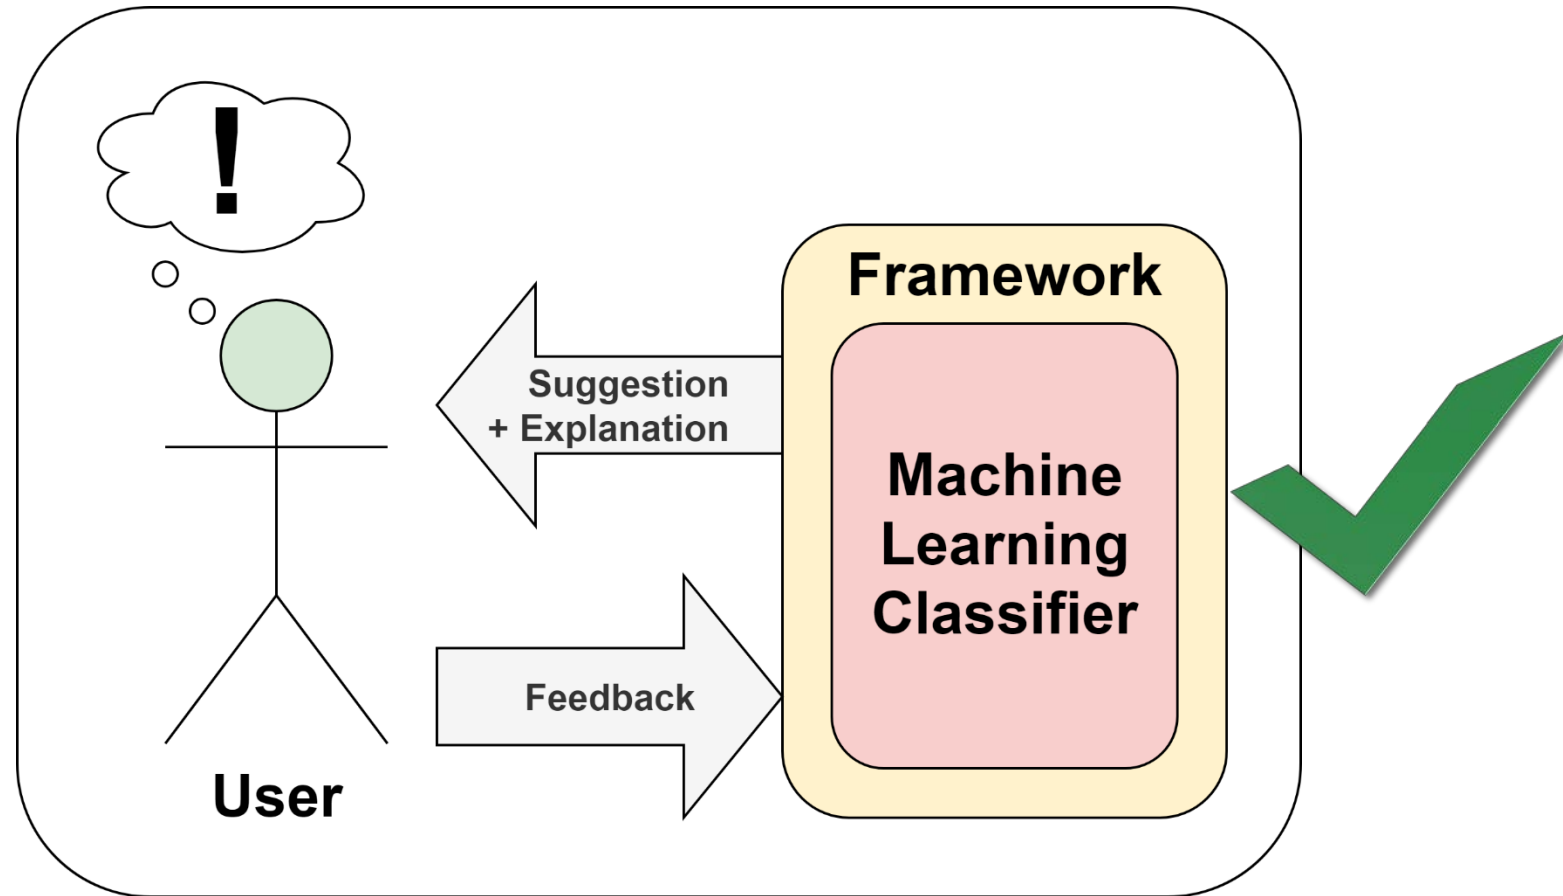 !
Framework
Suggestion
+ Explanation
Machine
Learning
Classifier
Feedback
User